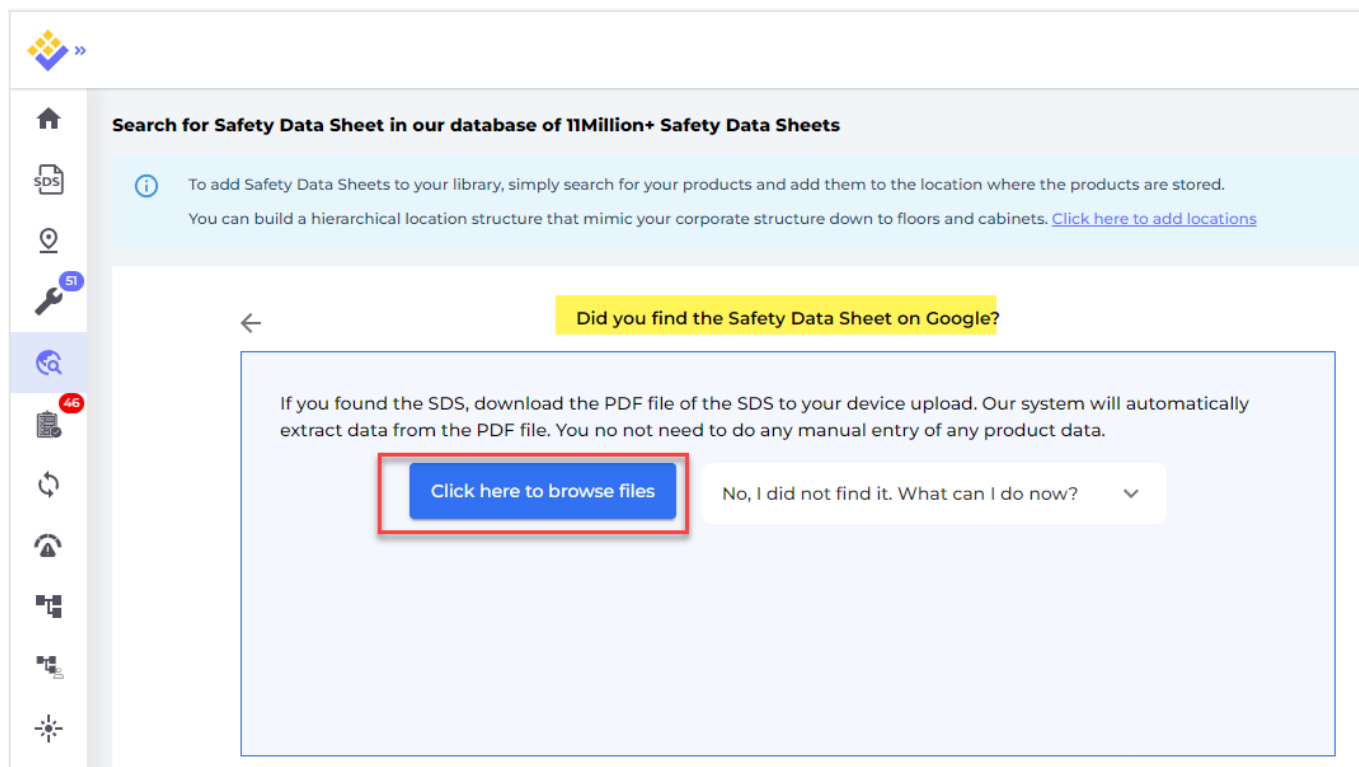 »
Search for Safety Data Sheet in our database of 11Million+ Safety Data Sheets
SDS
To add Safety Data Sheets to your library, simply search for your products and add them to the location where the products are stored.
You can build a hierarchical location structure that mimic your corporate structure down to floors and cabinets. Click here to add locations
51
Did you find the Safety Data Sheet on Google?
46
If you found the SDS, download the PDF file of the SDS to your device upload. Our system will automatically
extract data from the PDF file. You no not need to do any manual entry of any product data.
Click here to browse files
No, I did not find it. What can I do now?